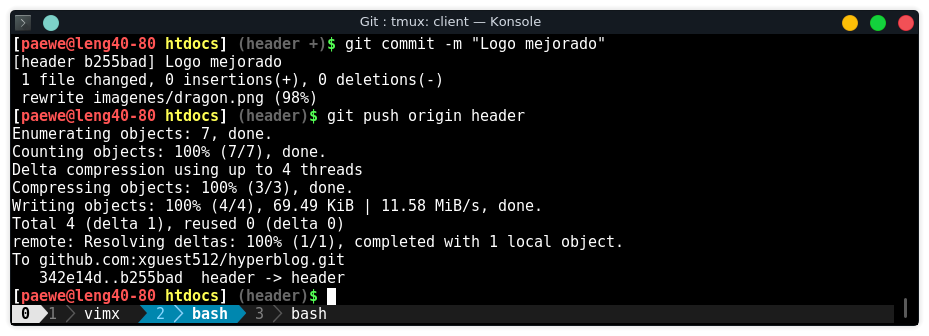 Git : tmux: client — Konsole
[paewe@leng40-80 htdocs] (header +)$ git commit -m "Logo mejorado"
[header b255bad] Logo mejorado
 1 file changed, 0 insertions(+), 0 deletions(-)
 rewrite imagenes/dragon.png (98%)
[paewe@leng40-80 htdocs] (header)$ git push origin header
Enumerating objects: 7, done.
Counting objects: 100% (7/7), done.
Delta compression using up to 4 threads
Compressing objects: 100% (3/3), done.
Writing objects: 100% (4/4), 69.49 KiB | 11.58 MiB/s, done.
Total 4 (delta 1), reused 0 (delta 0)
remote: Resolving deltas: 100% (1/1), completed with 1 local object.
To github.com:xguest512/hyperblog.git
   342e14d..b255bad  header -> header
[paewe@leng40-80 htdocs] (header)$
0 1 vimx 2 bash 3 bash